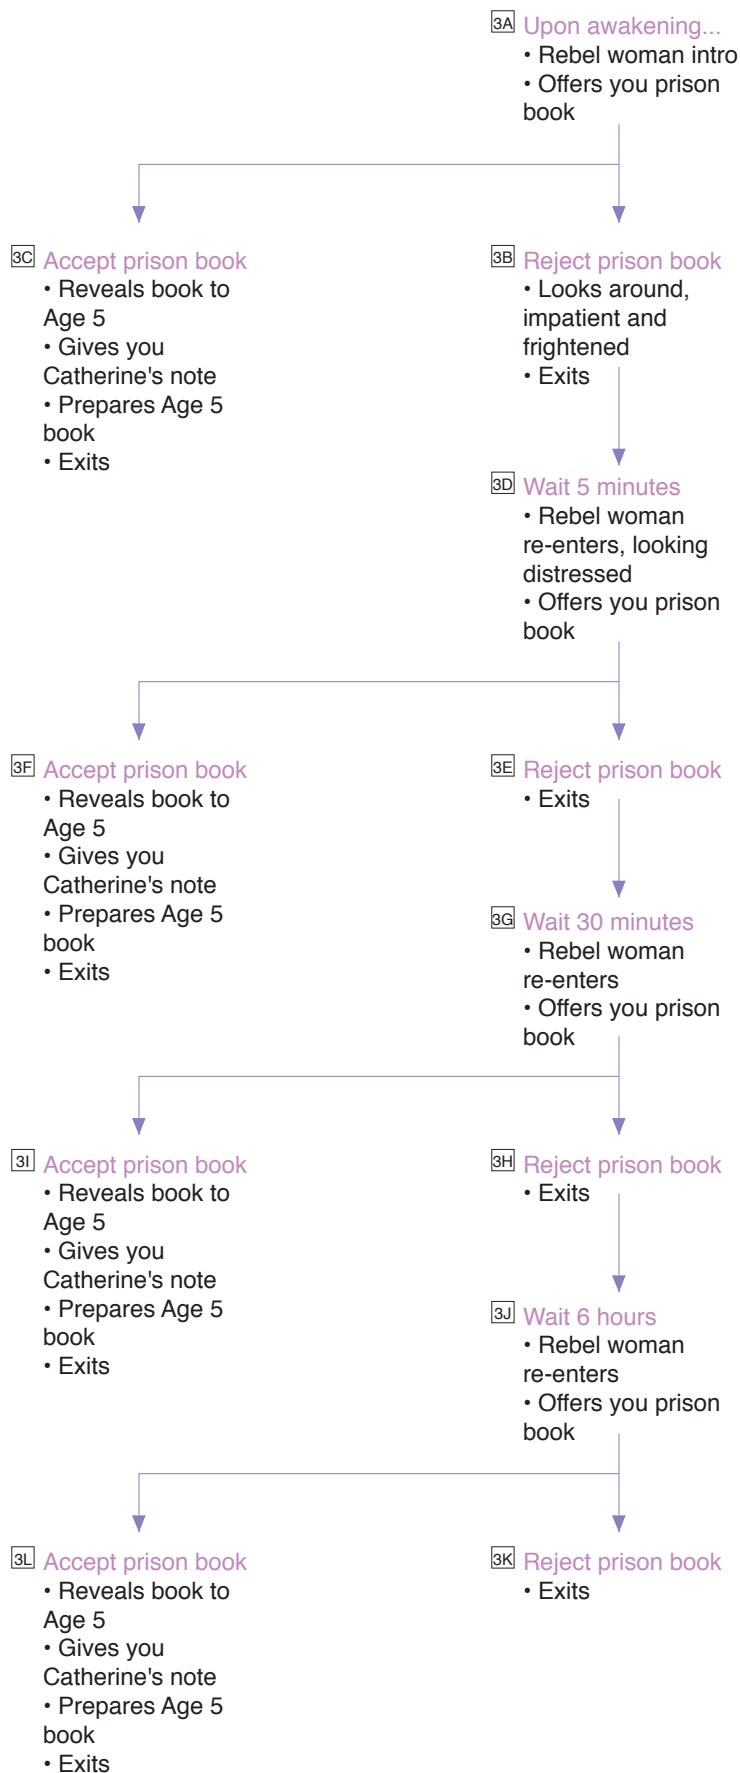 3A Upon awakening...
• Rebel woman intro
• Offers you prison
book
3C Accept prison book
• Reveals book to
Age 5
• Gives you
Catherine's note
• Prepares Age 5
book
• Exits
3B Reject prison book
• Looks around,
impatient and
frightened
• Exits
3D Wait 5 minutes
• Rebel woman
re-enters, looking
distressed
• Offers you prison
book
3F Accept prison book
• Reveals book to
Age 5
• Gives you
Catherine's note
• Prepares Age 5
book
• Exits
3E Reject prison book
• Exits
3G Wait 30 minutes
• Rebel woman
re-enters
• Offers you prison
book
3I Accept prison book
• Reveals book to
Age 5
• Gives you
Catherine's note
• Prepares Age 5
book
• Exits
3H Reject prison book
• Exits
3J Wait 6 hours
• Rebel woman
re-enters
• Offers you prison
book
3L Accept prison book
• Reveals book to
Age 5
• Gives you
Catherine's note
• Prepares Age 5
book
• Exits
3K Reject prison book
• Exits